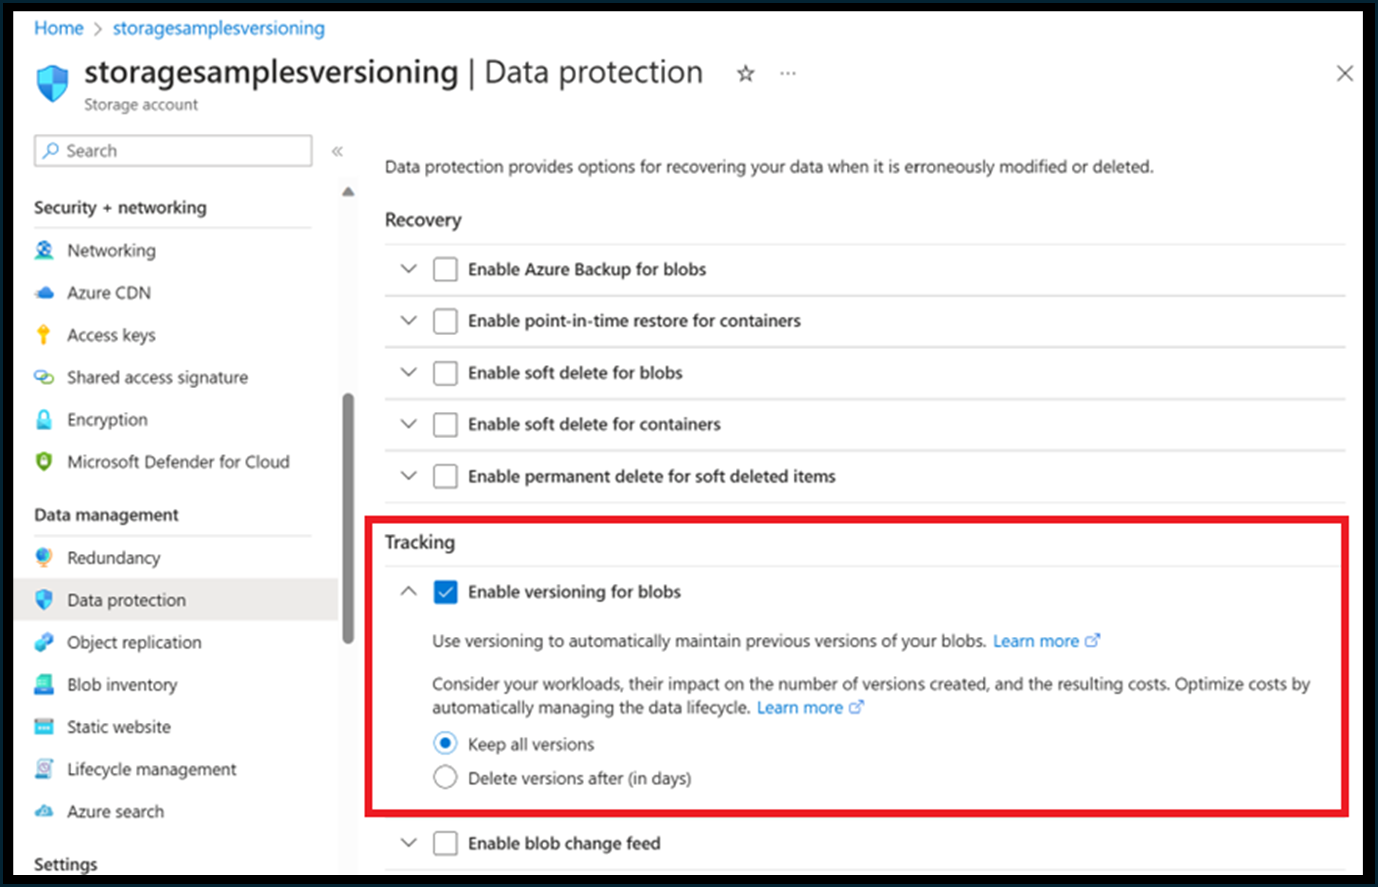 Home > storagesamplesversioning
storagesamplesversioning | Data protection
Storage account
Search
Security + networking
Networking
Azure CDN
Access keys
Shared access signature
Encryption
Microsoft Defender for Cloud
Data management
Redundancy
Data protection
Object replication
Blob inventory
Static website
Lifecycle management
Azure search
Settings
Data protection provides options for recovering your data when it is erroneously modified or deleted.
Recovery
Enable Azure Backup for blobs
Enable point-in-time restore for containers
Enable soft delete for blobs
Enable soft delete for containers
Enable permanent delete for soft deleted items
Tracking
Enable versioning for blobs
Use versioning to automatically maintain previous versions of your blobs. Learn more
Consider your workloads, their impact on the number of versions created, and the resulting costs. Optimize costs by
automatically managing the data lifecycle. Learn more
Keep all versions
Delete versions after (in days)
Enable blob change feed